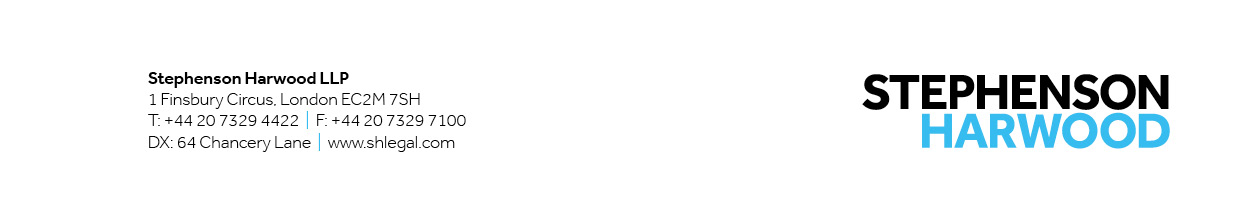 Stephenson Harwood LLP
1 Finsbury Circus, London EC2M 7SH
T: +44 20 7329 4422 | F: +44 20 7329 7100
DX: 64 Chancery Lane | www.shlegal.com
STEPHENSON
HARWOOD